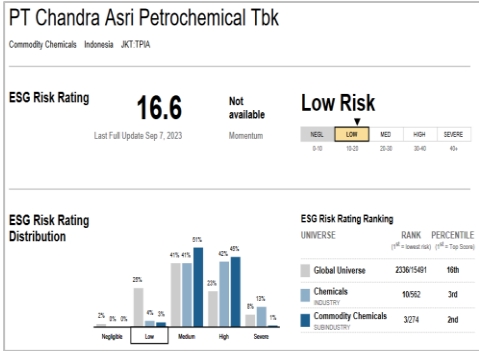 PT Chandra Asri Petrochemical Tbk
Commodity Chemicals Indonesia JKT:TPIA
ESG Risk Rating
16.6
Last Full Update Sep 7, 2023
Not
available
Momentum
Low Risk
NEGL LOW MED HIGH SEVERE
0-10 10-20 20-30 30-40 40+
ESG Risk Rating
Distribution
2% 0% 0%
25% 4% 3%
41% 41% 51%
23% 42% 45%
8% 13% 1%
Negligible Low Medium High Severe
ESG Risk Rating Ranking
UNIVERSE RANK PERCENTILE
(1st = lowest risk) (1st = Top Score)
Global Universe 2336/15491 16th
Chemicals 10/562 3rd
INDUSTRY
Commodity Chemicals 3/274 2nd
SUBINDUSTRY